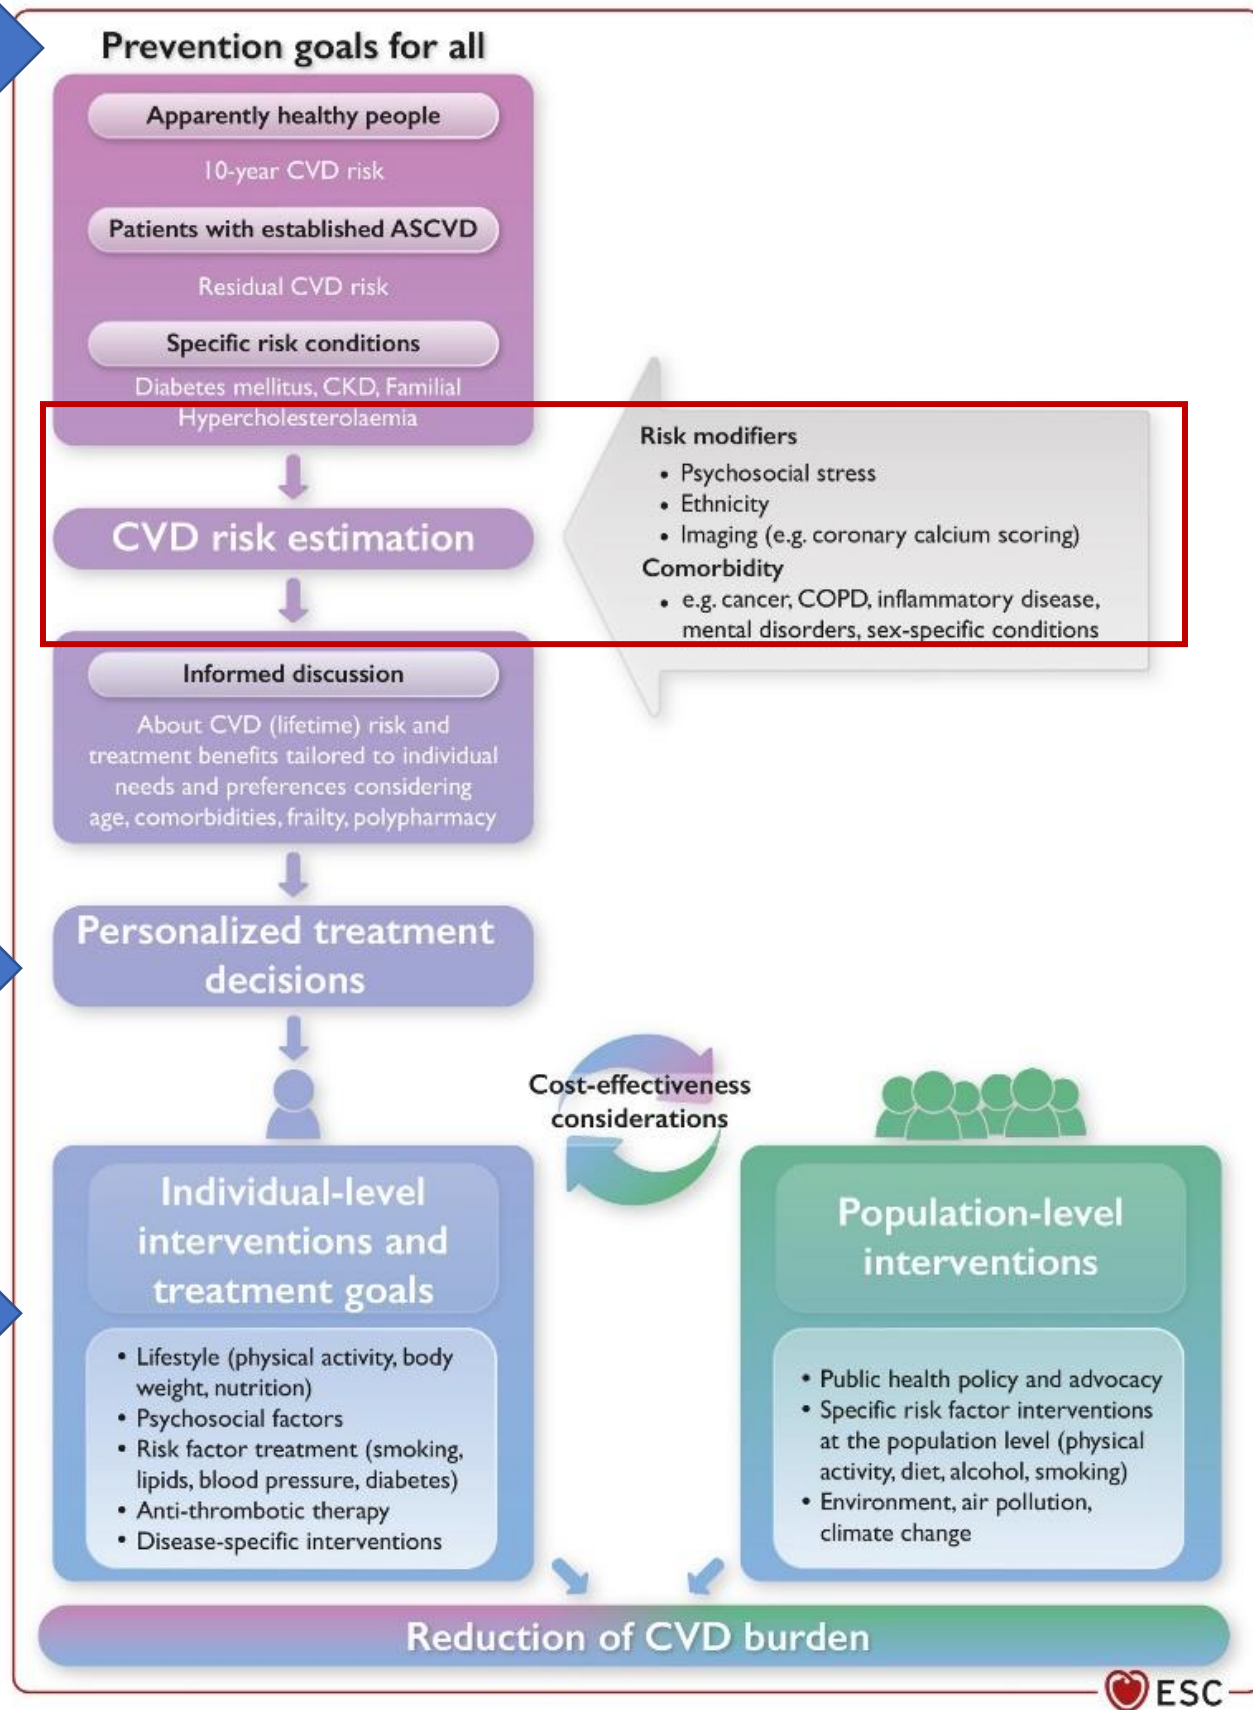 Prevention goals for all
Apparently healthy people
10-year CVD risk
Patients with established ASCVD
Residual CVD risk
Specific risk conditions
Diabetes mellitus, CKD, Familial
Hypercholesterolaemia
Risk modifiers
• Psychosocial stress
• Ethnicity
• Imaging (e.g. coronary calcium scoring)
Comorbidity
• e.g. cancer, COPD, inflammatory disease,
mental disorders, sex-specific conditions
CVD risk estimation
Informed discussion
About CVD (lifetime) risk and
treatment benefits tailored to individual
needs and preferences considering
age, comorbidities, frailty, polypharmacy
Personalized treatment
decisions
Cost-effectiveness
considerations
Individual-level
interventions and
treatment goals
• Lifestyle (physical activity, body
weight, nutrition)
• Psychosocial factors
• Risk factor treatment (smoking,
lipids, blood pressure, diabetes)
• Anti-thrombotic therapy
• Disease-specific interventions
Population-level
interventions
• Public health policy and advocacy
• Specific risk factor interventions
at the population level (physical
activity, diet, alcohol, smoking)
• Environment, air pollution,
climate change
Reduction of CVD burden
ESC